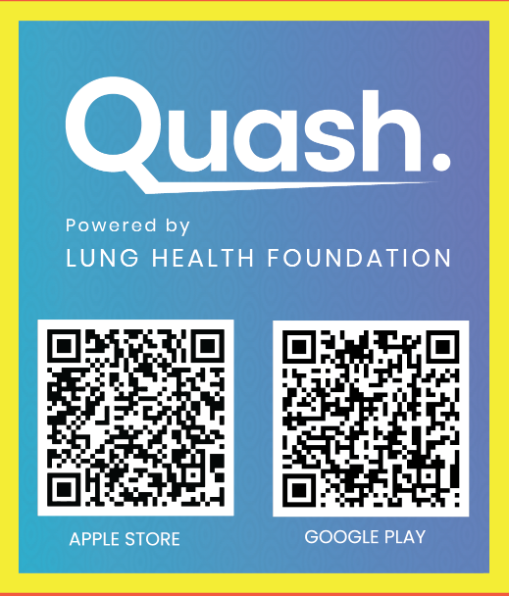 Quash.
Powered by
LUNG HEALTH FOUNDATION
APPLE STORE
GOOGLE PLAY